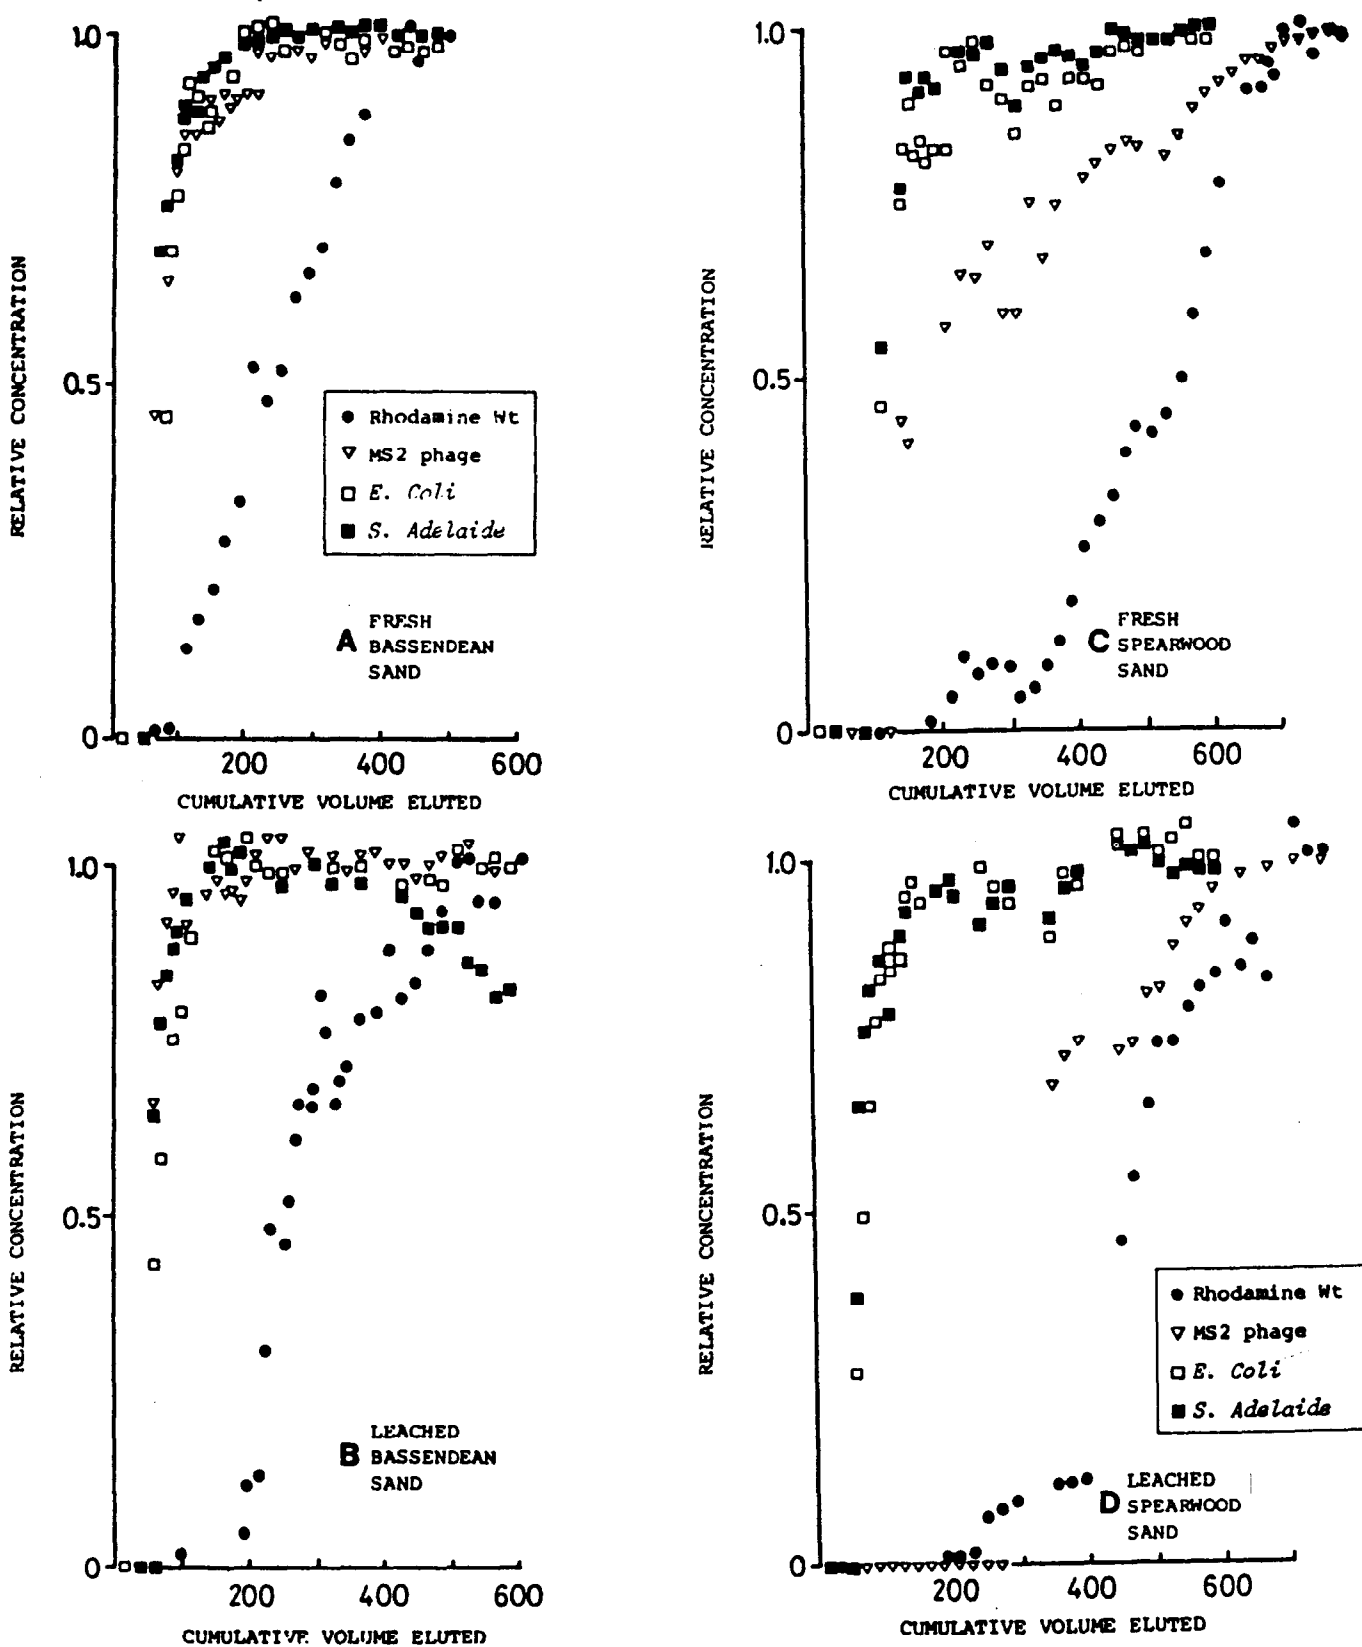 1.0
0.5
0
RELATIVE CONCENTRATION
Rhodamine Wt
MS2 phage
E. Coli
S. Adelaide
A FRESH
BASSENDEAN
SAND
200 400 600
CUMULATIVE VOLUME ELUTED
1.0
0.5
0
RELATIVE CONCENTRATION
C FRESH
SPEARWOOD
SAND
200 400 600
CUMULATIVE VOLUME ELUTED
1.0
0.5
0
RELATIVE CONCENTRATION
B LEACHED
BASSENDEAN
SAND
200 400 600
CUMULATIVE VOLUME ELUTED
1.0
0.5
0
RELATIVE CONCENTRATION
Rhodamine Wt
MS2 phage
E. Coli
S. Adelaide
D LEACHED
SPEARWOOD
SAND
200 400 600
CUMULATIVE VOLUME ELUTED